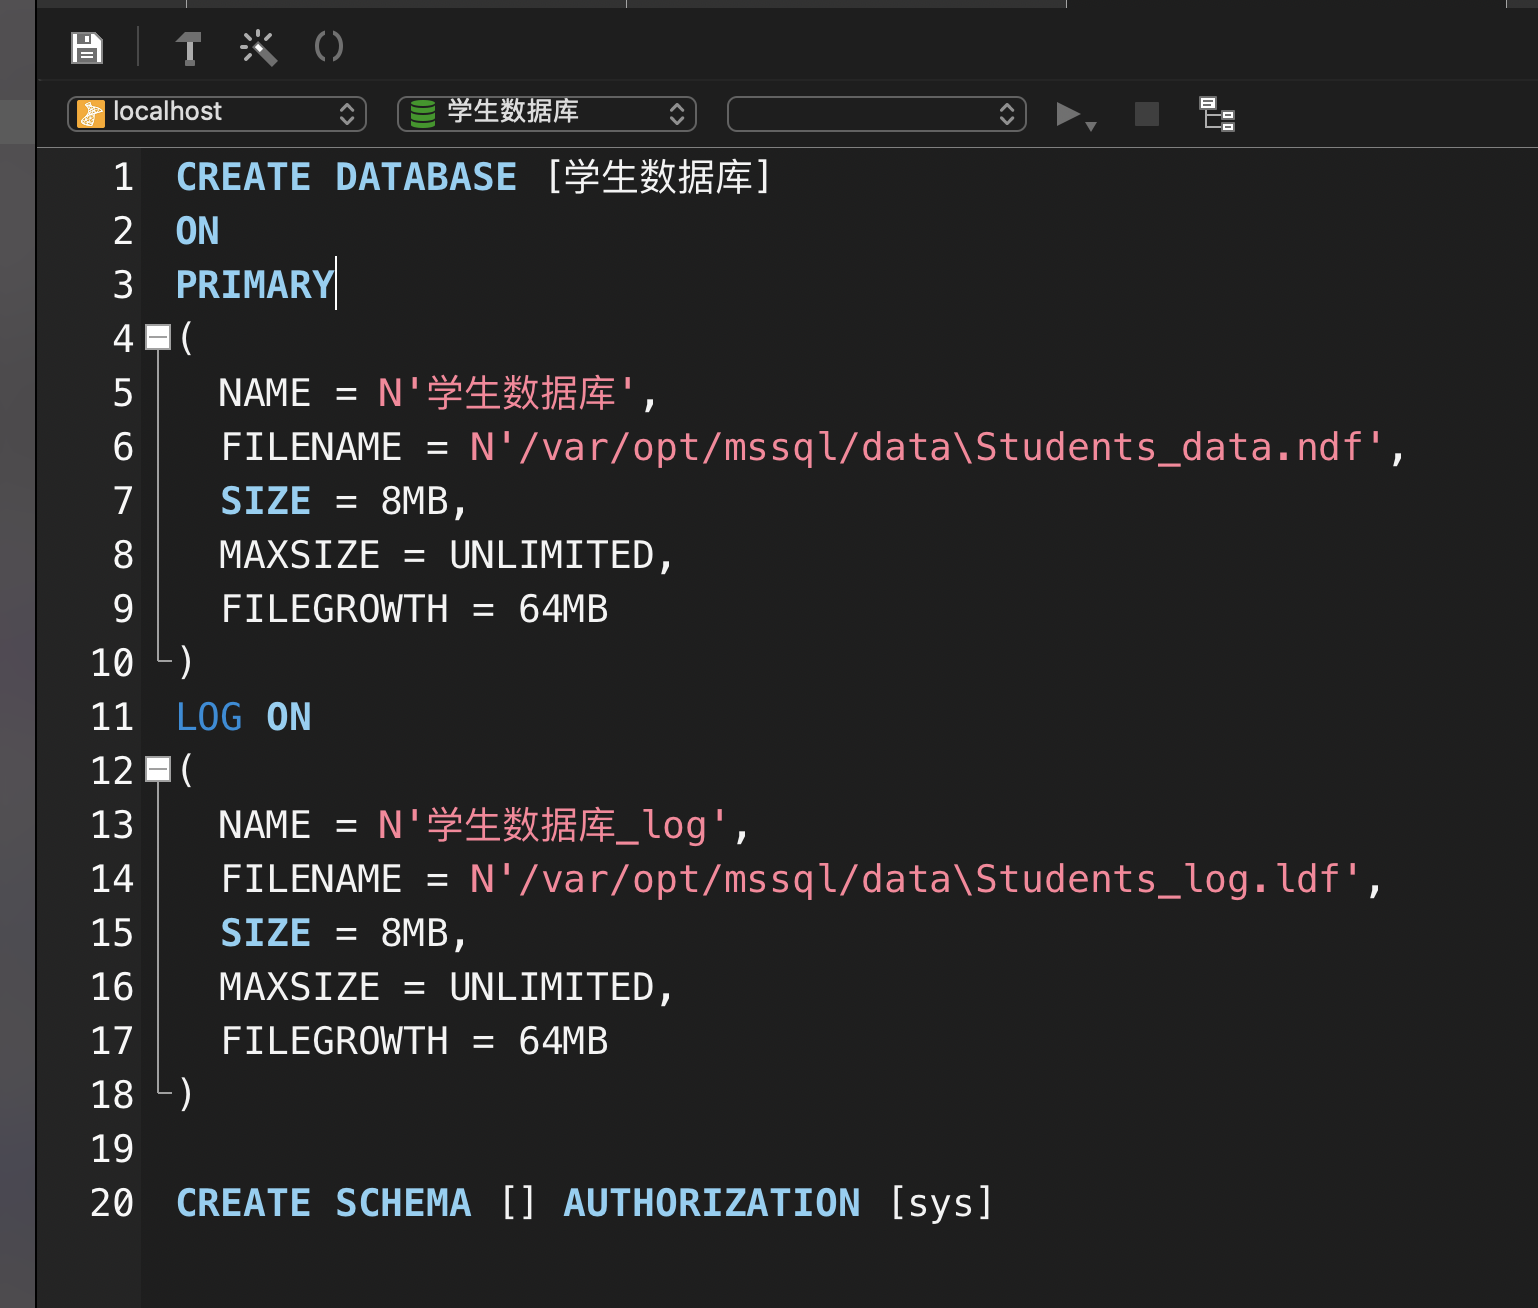 localhost 学生数据库
1 CREATE DATABASE [学生数据库]
2 ON
3 PRIMARY
4 (
5 NAME = N'学生数据库',
6 FILENAME = N'/var/opt/mssql/data\Students_data.ndf',
7 SIZE = 8MB,
8 MAXSIZE = UNLIMITED,
9 FILEGROWTH = 64MB
10 )
11 LOG ON
12 (
13 NAME = N'学生数据库_log',
14 FILENAME = N'/var/opt/mssql/data\Students_log.ldf',
15 SIZE = 8MB,
16 MAXSIZE = UNLIMITED,
17 FILEGROWTH = 64MB
18 )
19
20 CREATE SCHEMA [] AUTHORIZATION [sys]